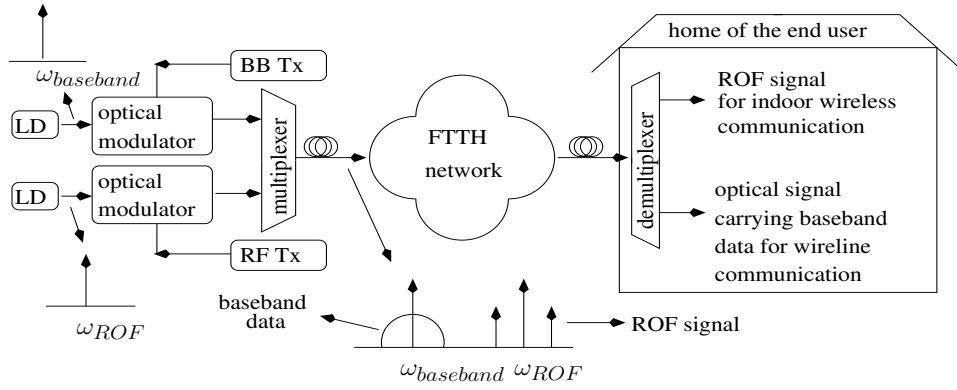 home of the end user
ω_baseband
BB Tx
LD
optical
modulator
multiplexer
LD
optical
modulator
RF Tx
ω_ROF
FTTH
network
demultiplexer
ROF signal
for indoor wireless
communication
optical signal
carrying baseband
data for wireline
communication
baseband
data
ω_baseband
ω_ROF
ROF signal